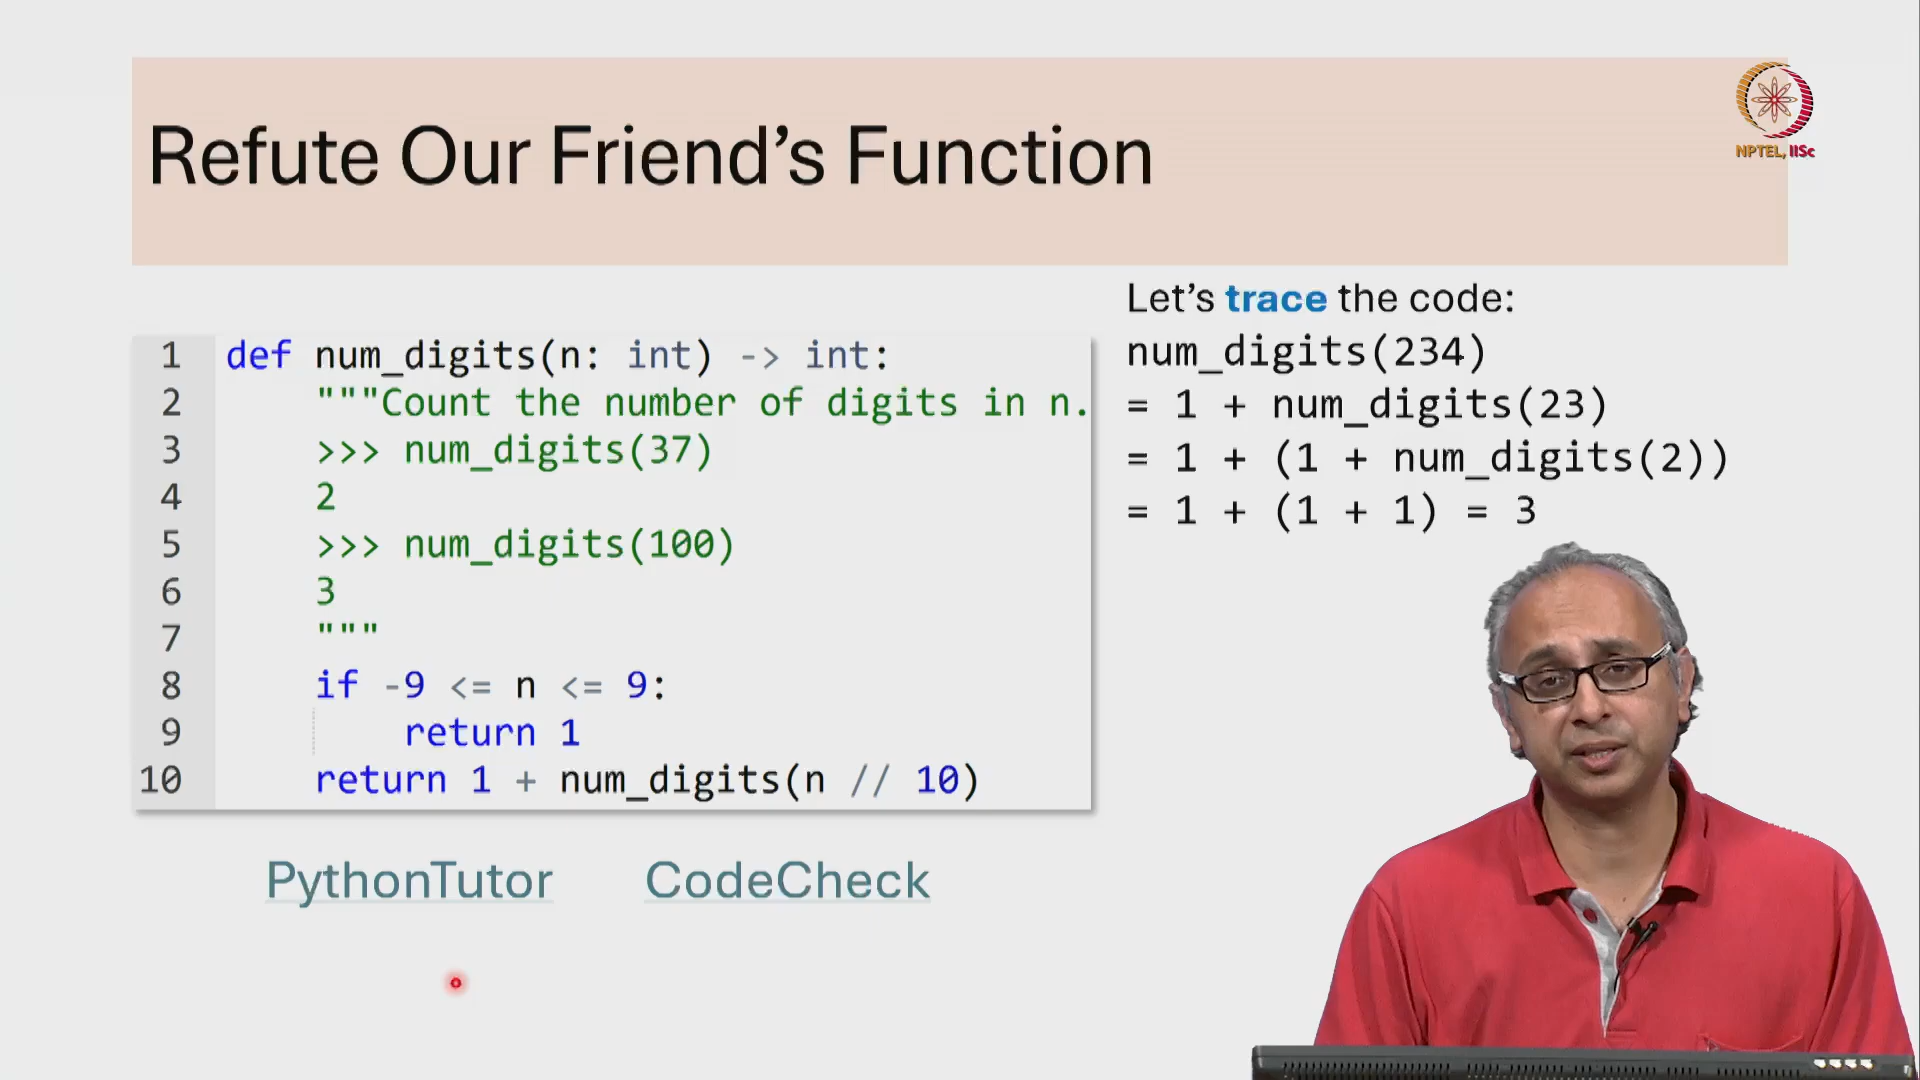 Refute Our Friend's Function
NPTEL, IISc
1 def num_digits(n: int) -> int:
2 """Count the number of digits in n.
3 >>> num_digits(37)
4 2
5 >>> num_digits(100)
6 3
7 """
8 if -9 <= n <= 9:
9 return 1
10 return 1 + num_digits(n // 10)
PythonTutor CodeCheck
Let's trace the code:
num_digits(234)
= 1 + num_digits(23)
= 1 + (1 + num_digits(2))
= 1 + (1 + 1) = 3